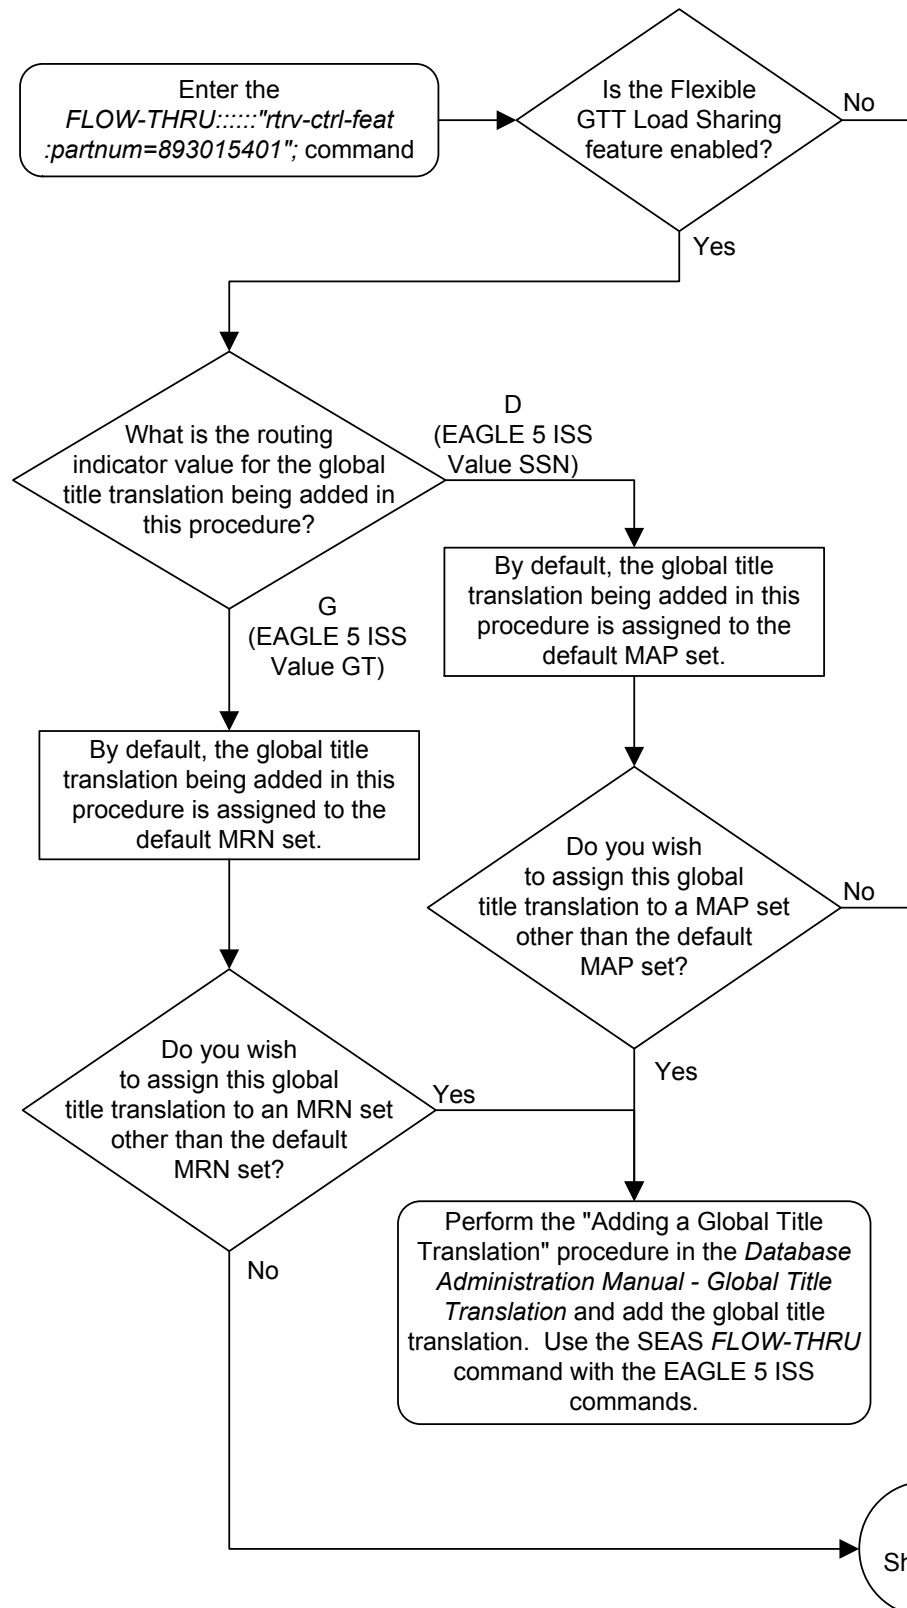 Enter the
FLOW-THRU::::::"rtrv-ctrl-feat
:partnum=893015401"; command
Is the Flexible
GTT Load Sharing
feature enabled?
No
Yes
What is the routing
indicator value for the global
title translation being added in
this procedure?
D
(EAGLE 5 ISS
Value SSN)
G
(EAGLE 5 ISS
Value GT)
By default, the global title
translation being added in this
procedure is assigned to the
default MAP set.
By default, the global title
translation being added in this
procedure is assigned to the
default MRN set.
Do you wish
to assign this global
title translation to a MAP set
other than the default
MAP set?
No
Yes
Do you wish
to assign this global
title translation to an MRN set
other than the default
MRN set?
Yes
No
Perform the "Adding a Global Title
Translation" procedure in the Database
Administration Manual - Global Title
Translation and add the global title
translation.  Use the SEAS FLOW-THRU
command with the EAGLE 5 ISS
commands.